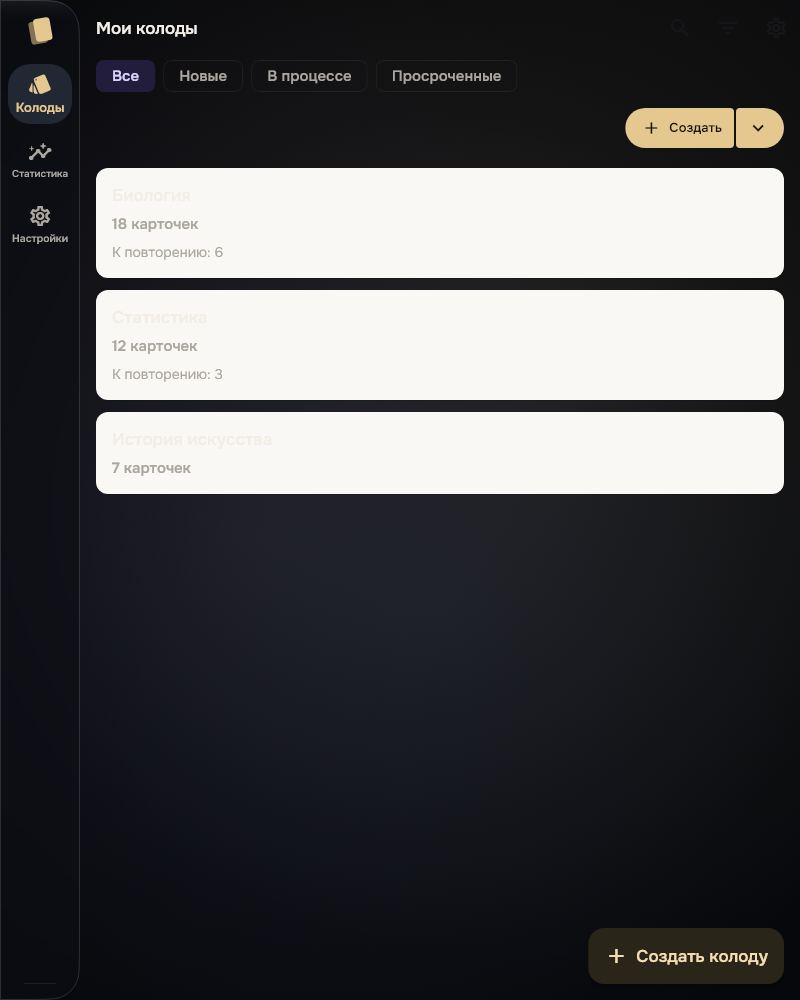 Мои колоды
Все
Новые
В процессе
Просроченные
Колоды
Создать
Статистика
Настройки
Биология
18 карточек
К повторению: 6
Статистика
12 карточек
К повторению: 3
История искусства
7 карточек
Создать колоду